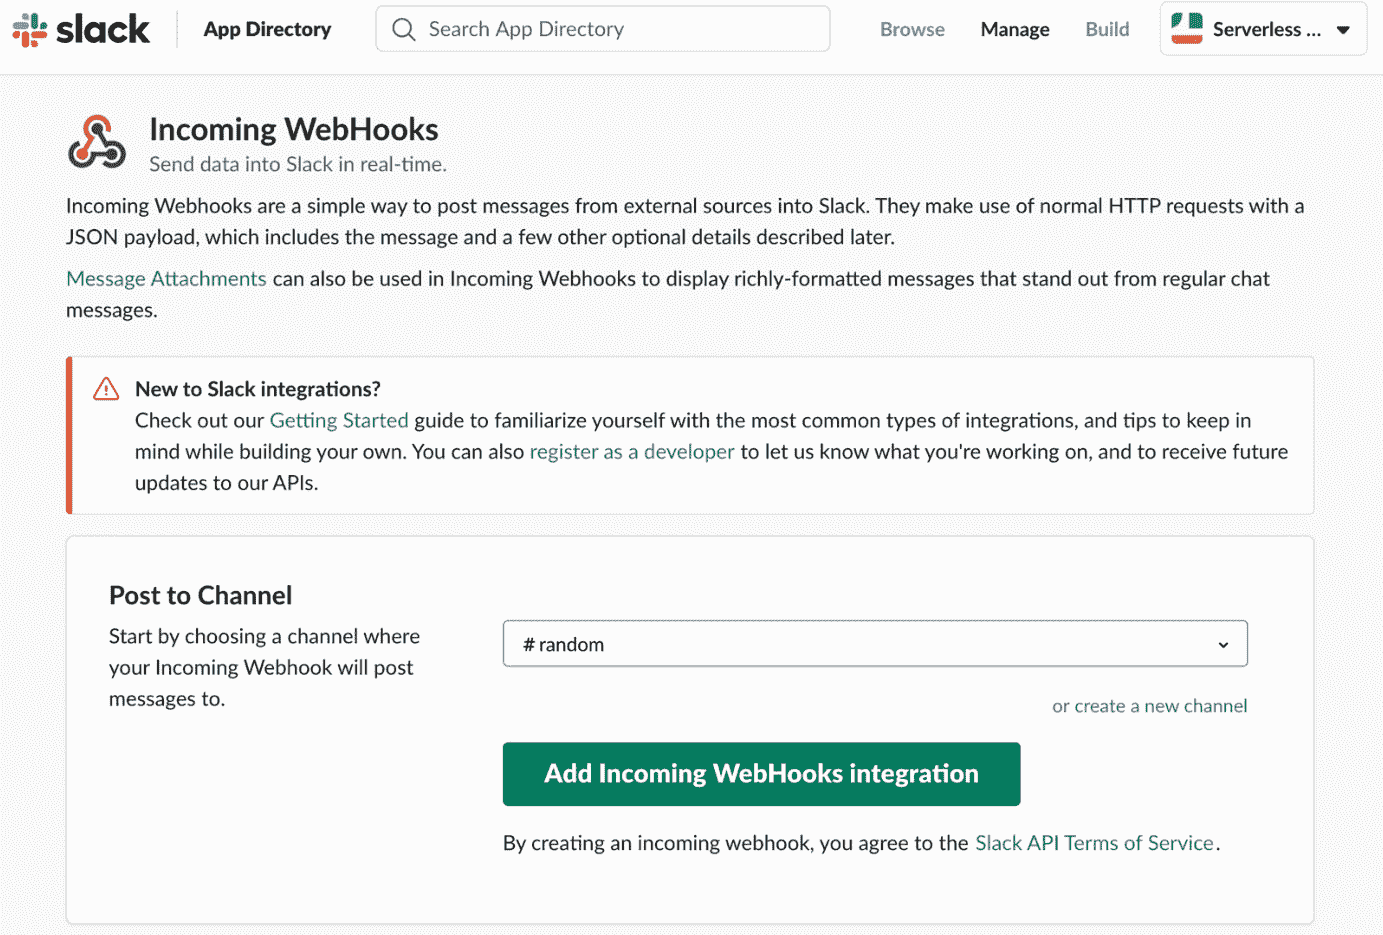 slack App Directory Search App Directory Browse Manage Build Serverless ...
Incoming WebHooks
Send data into Slack in real-time.
Incoming Webhooks are a simple way to post messages from external sources into Slack. They make use of normal HTTP requests with a
JSON payload, which includes the message and a few other optional details described later.
Message Attachments can also be used in Incoming Webhooks to display richly-formatted messages that stand out from regular chat
messages.
New to Slack integrations?
Check out our Getting Started guide to familiarize yourself with the most common types of integrations, and tips to keep in
mind while building your own. You can also register as a developer to let us know what you're working on, and to receive future
updates to our APIs.
Post to Channel
Start by choosing a channel where
your Incoming Webhook will post
messages to.
# random
or create a new channel
Add Incoming WebHooks integration
By creating an incoming webhook, you agree to the Slack API Terms of Service.